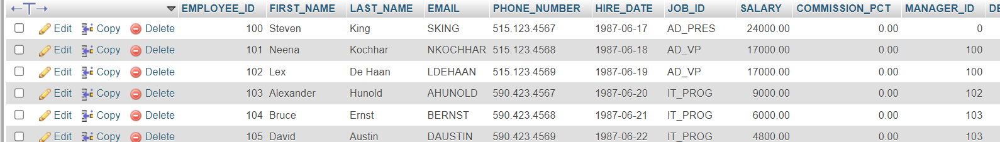 EMPLOYEE_ID FIRST_NAME LAST_NAME EMAIL PHONE_NUMBER HIRE_DATE JOB_ID SALARY COMMISSION_PCT MANAGER_ID DE
Edit Copy Delete 100 Steven King SKING 515.123.4567 1987-06-17 AD_PRES 24000.00 0.00 0
Edit Copy Delete 101 Neena Kochhar NKOCHHAR 515.123.4568 1987-06-18 AD_VP 17000.00 0.00 100
Edit Copy Delete 102 Lex De Haan LDEHAAN 515.123.4569 1987-06-19 AD_VP 17000.00 0.00 100
Edit Copy Delete 103 Alexander Hunold AHUNOLD 590.423.4567 1987-06-20 IT_PROG 9000.00 0.00 102
Edit Copy Delete 104 Bruce Ernst BERNST 590.423.4568 1987-06-21 IT_PROG 6000.00 0.00 103
Edit Copy Delete 105 David Austin DAUSTIN 590.423.4569 1987-06-22 IT_PROG 4800.00 0.00 103